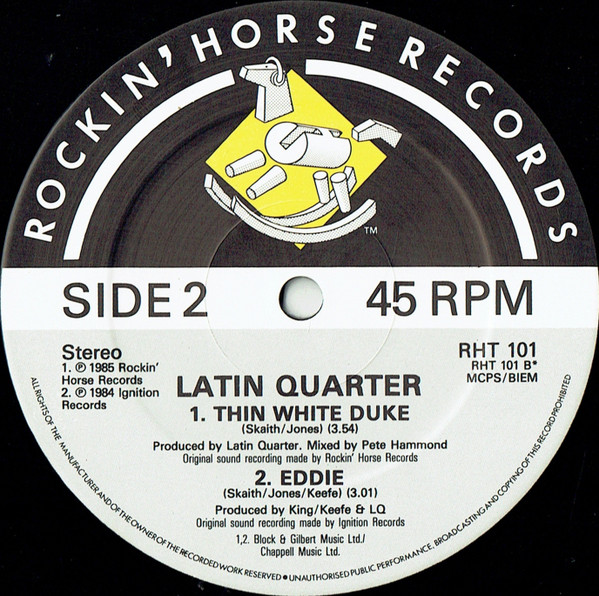 ROCKIN' HORSE RECORDS
TM
SIDE 2
45 RPM
Stereo
1. Ⓟ 1985 Rockin'
Horse Records
2. Ⓟ 1984 Ignition
Records
RHT 101
RHT 101 B*
MCPS/BIEM
LATIN QUARTER
1. THIN WHITE DUKE
(Skaith/Jones) (3.54)
Produced by Latin Quarter. Mixed by Pete Hammond
Original sound recording made by Rockin' Horse Records
2. EDDIE
(Skaith/Jones/Keefe) (3.01)
Produced by King/Keefe & LQ
Original sound recording made by Ignition Records
1,2. Block & Gilbert Music Ltd./
Chappell Music Ltd.
ALL RIGHTS OF THE MANUFACTURER AND OF THE OWNER OF THE RECORDED WORK RESERVED • UNAUTHORISED PUBLIC PERFORMANCE, BROADCASTING AND COPYING OF THIS RECORD PROHIBITED